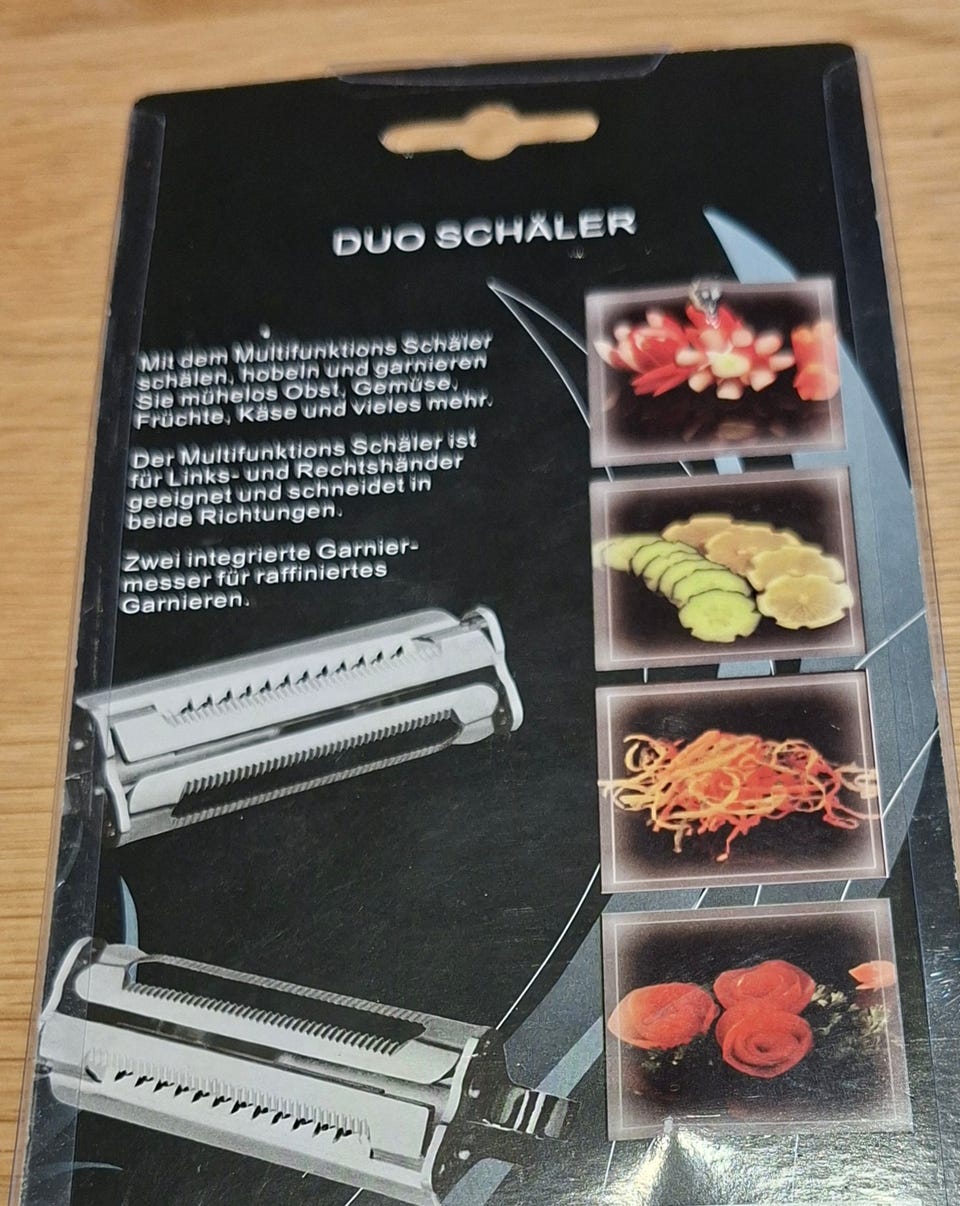 DUO SCHÄLER
Mit dem Multifunktions Schäler
schälen, hobeln und garnieren
Sie mühelos Obst, Gemüse,
Früchte, Käse und vieles mehr.
Der Multifunktions Schäler ist
für Links- und Rechtshänder
geeignet und schneidet in
beide Richtungen.
Zwei integrierte Garnier-
messer für raffiniertes
Garnieren.